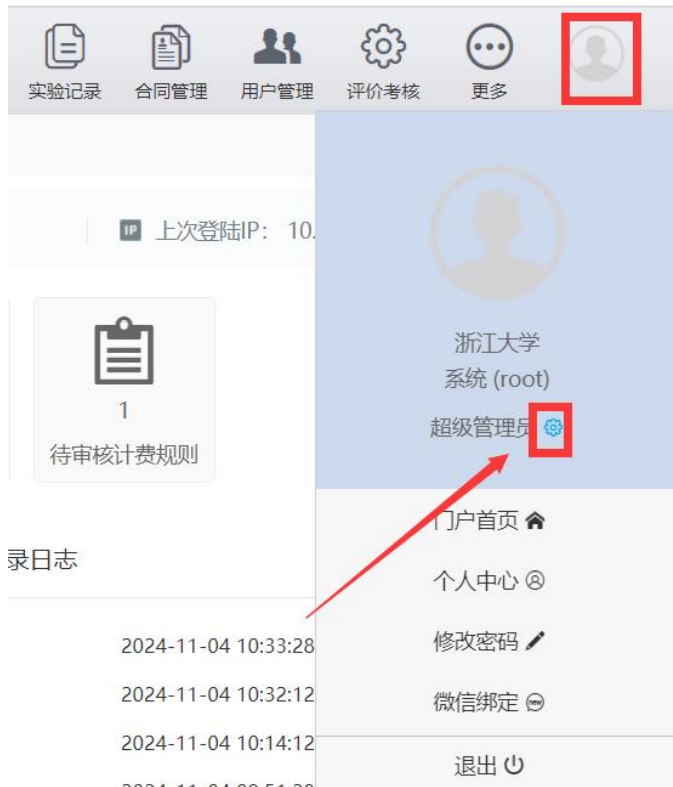 实验记录 合同管理 用户管理 评价考核 更多
IP 上次登陆IP： 10.
浙江大学
系统 (root)
超级管理员
1
待审核计费规则
门户首页
录日志
个人中心
2024-11-04 10:33:28
修改密码
2024-11-04 10:32:12
微信绑定 new
2024-11-04 10:14:12
退出